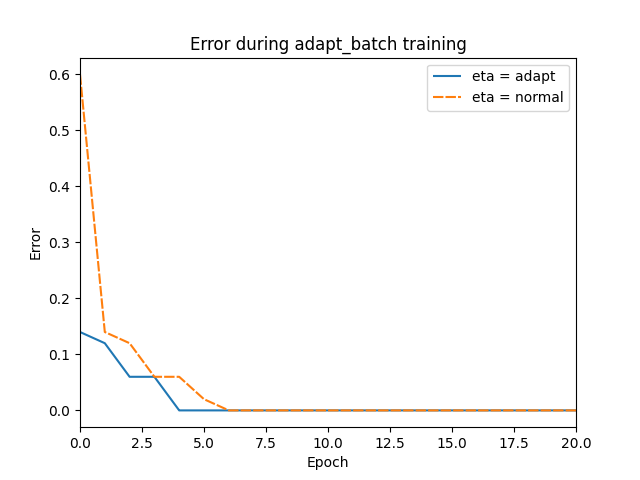 Error during adapt_batch training
eta = adapt
eta = normal
Error
0.6
0.5
0.4
0.3
0.2
0.1
0.0
0.0 2.5 5.0 7.5 10.0 12.5 15.0 17.5 20.0
Epoch